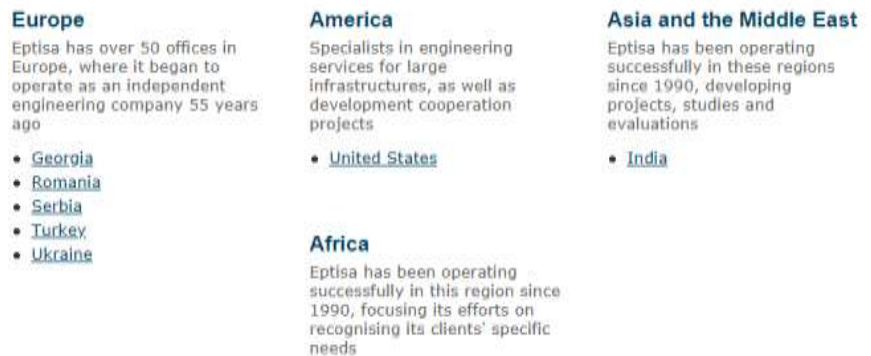 Europe
Eptisa has over 50 offices in
Europe, where it began to
operate as an independent
engineering company 55 years
ago
Georgia
Romania
Serbia
Turkey
Ukraine
America
Specialists in engineering
services for large
infrastructures, as well as
development cooperation
projects
United States
Africa
Eptisa has been operating
successfully in this region since
1990, focusing its efforts on
recognising its clients' specific
needs
Asia and the Middle East
Eptisa has been operating
successfully in these regions
since 1990, developing
projects, studies and
evaluations
India